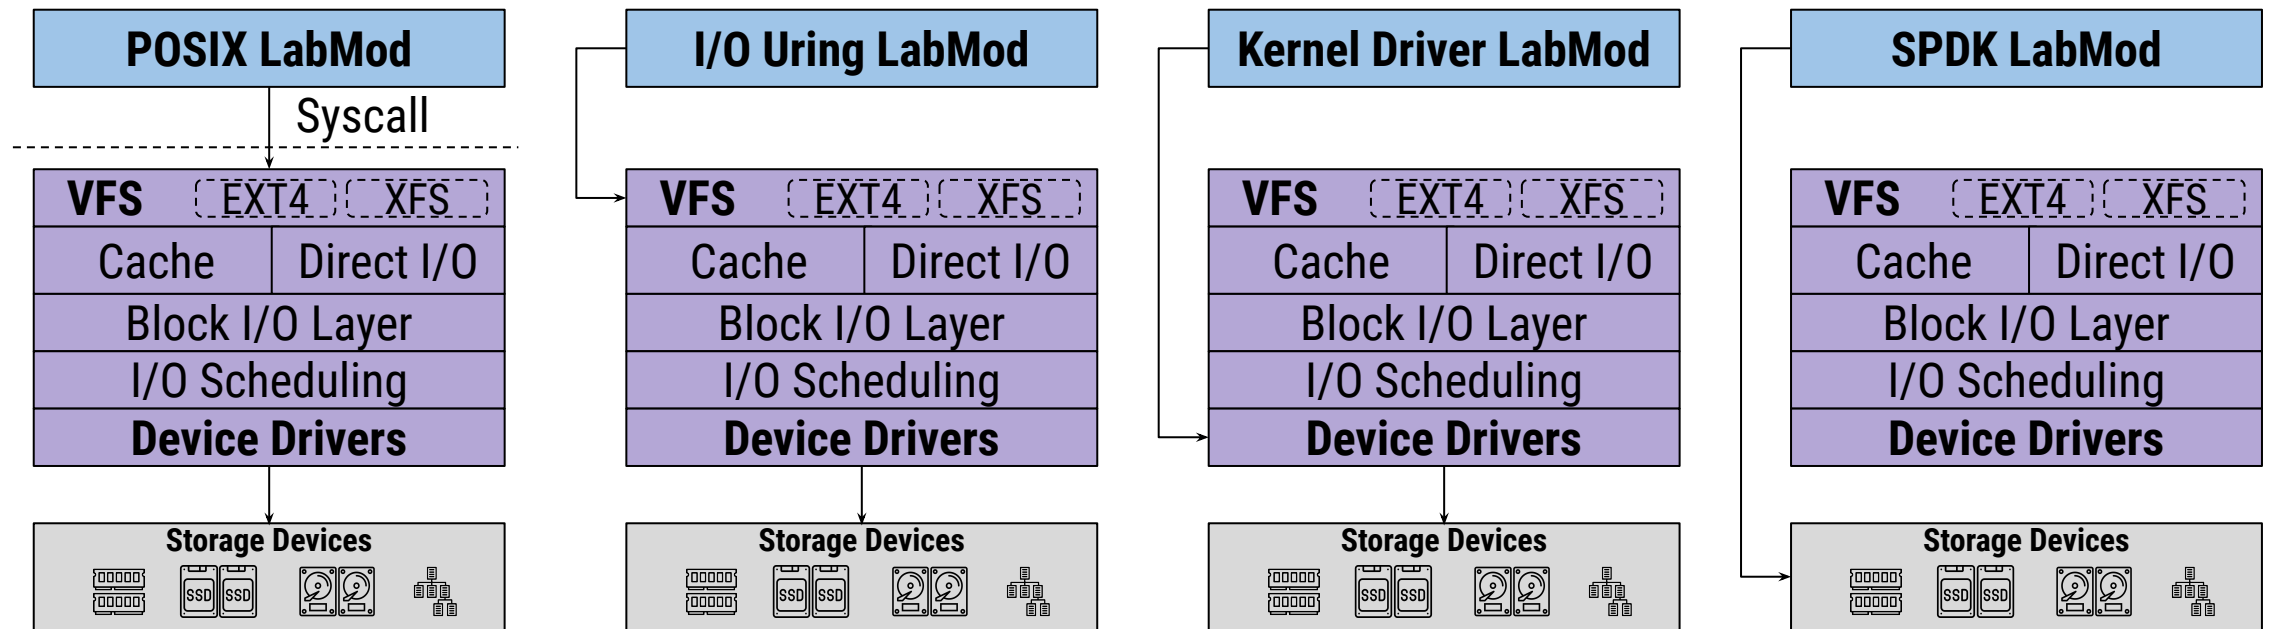 POSIX LabMod
Syscall
VFS EXT4 XFS
Cache Direct I/O
Block I/O Layer
I/O Scheduling
Device Drivers
Storage Devices
SSD SSD
I/O Uring LabMod
VFS EXT4 XFS
Cache Direct I/O
Block I/O Layer
I/O Scheduling
Device Drivers
Storage Devices
SSD SSD
Kernel Driver LabMod
VFS EXT4 XFS
Cache Direct I/O
Block I/O Layer
I/O Scheduling
Device Drivers
Storage Devices
SSD SSD
SPDK LabMod
VFS EXT4 XFS
Cache Direct I/O
Block I/O Layer
I/O Scheduling
Device Drivers
Storage Devices
SSD SSD